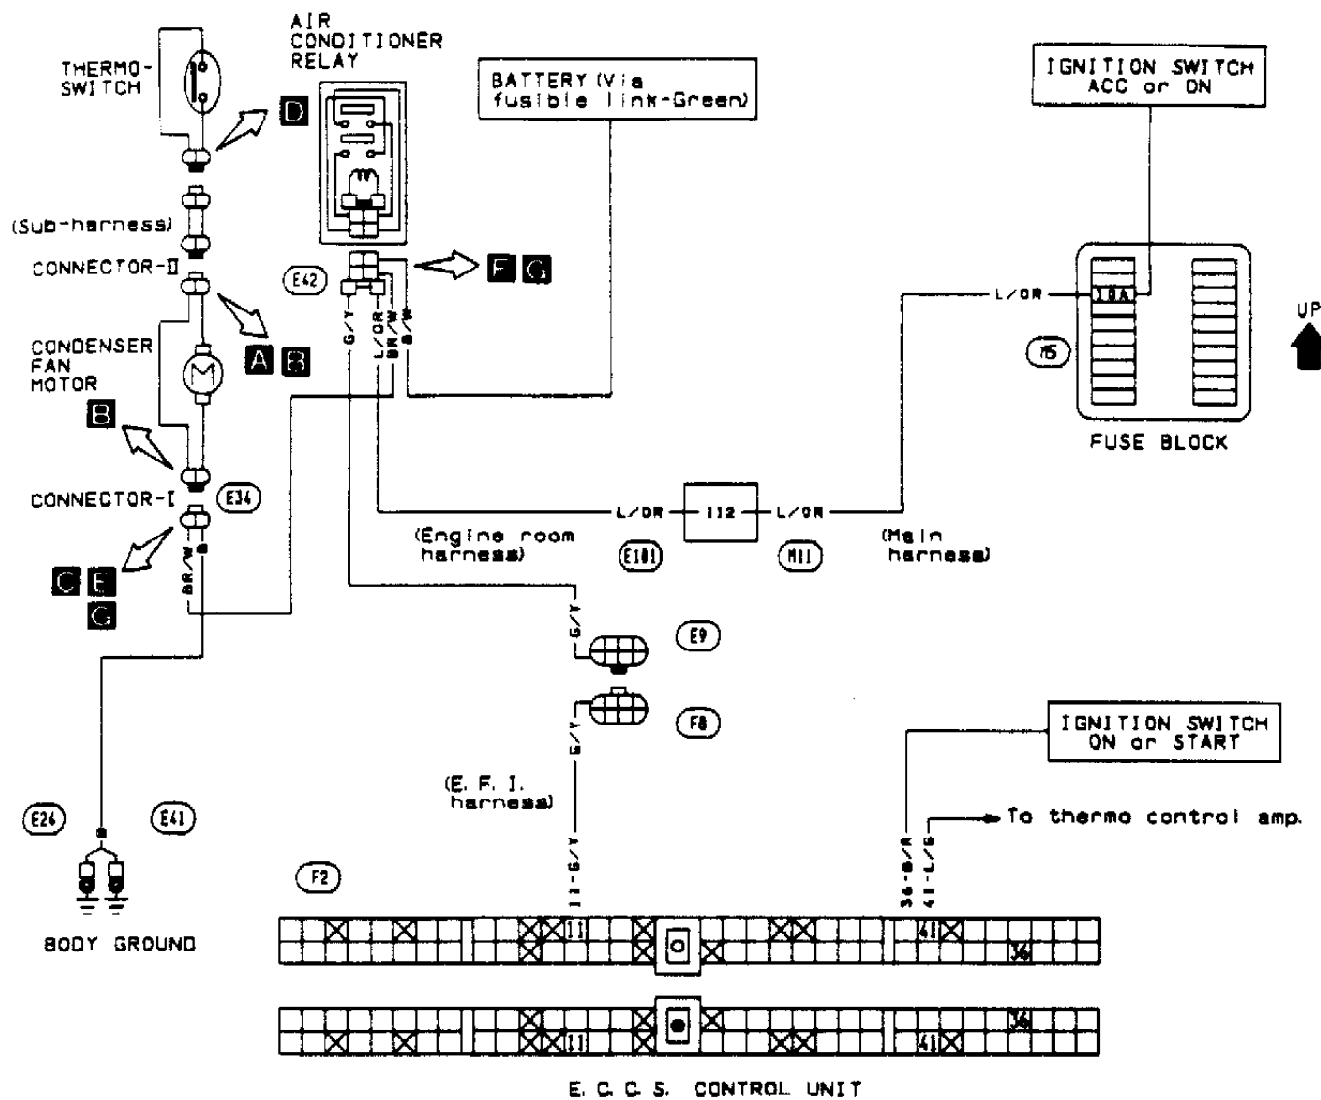 AIR
CONDITIONER
RELAY
THERMO-
SWITCH
D
BATTERY (Via
fusible link-Green)
IGNITION SWITCH
ACC or ON
(Sub-harness)
CONNECTOR-II
E42
F G
G/Y
L/OR
BR/W
B/W
L/OR
10A
UP
M5
FUSE BLOCK
CONDENSER
FAN
MOTOR
A B
B
CONNECTOR-I
E34
BR/W
B
C E
G
L/OR
112
L/OR
(Engine room
harness)
E101
M11
(Main
harness)
G/Y
E9
F8
G/Y
(E. F. I.
harness)
IGNITION SWITCH
ON or START
To thermo control amp.
E26
E41
B
BODY GROUND
F2
11-G/Y
36-B/R
41-L/G
11
41
36
36
11
41
E. C. C. S. CONTROL UNIT